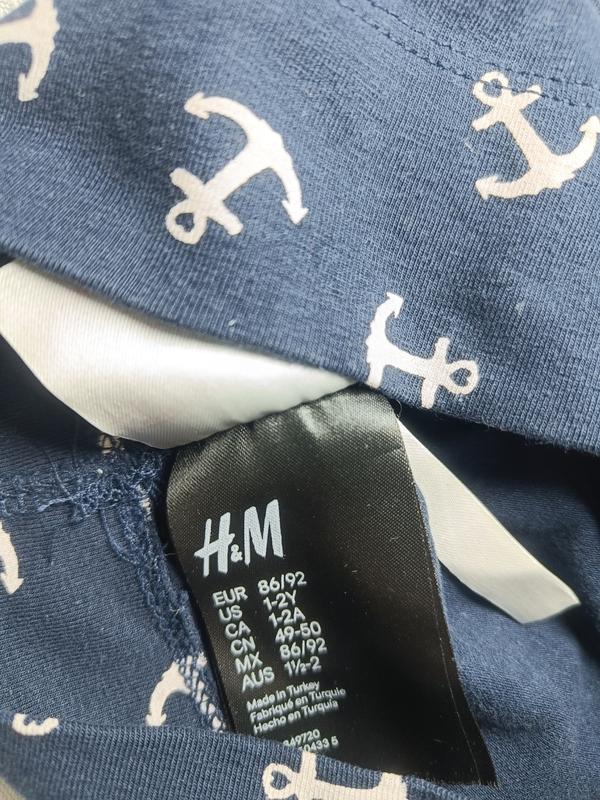 H&M
EUR 86/92
US 1-2Y
CA 1-2A
CN 49-50
MX 86/92
AUS 1½-2
Made in Turkey
Fabriqué en Turquie
Hecho en Turquía